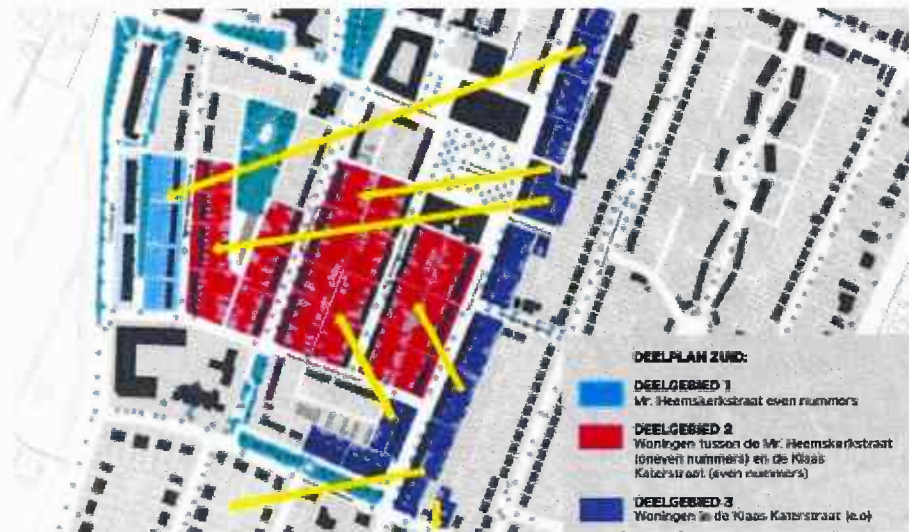 DEELPLAN ZUID:
DEELGEBIED 1
Mr. Heemskerkstraat even nummers
DEELGEBIED 2
Woningen tussen de Mr. Heemskerkstraat
(oneven nummers) en de Klaas
Katerstraat (even nummers)
DEELGEBIED 3
Woningen in de Klaas Katerstraat (e.o)